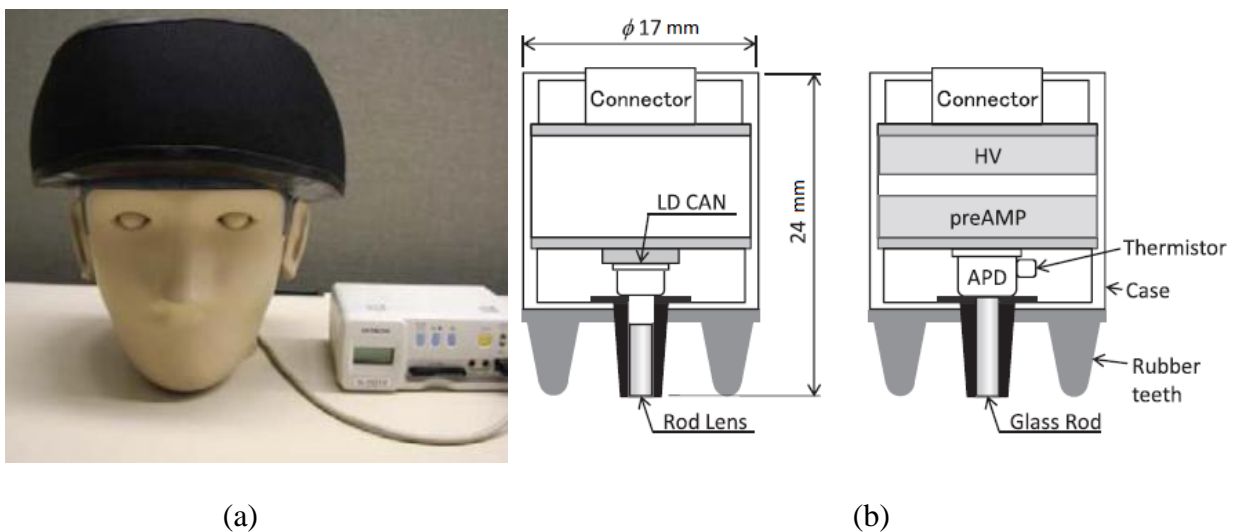 φ 17 mm
Connector
LD CAN
24 mm
Rod Lens
Connector
HV
preAMP
APD
Thermistor
Case
Rubber
teeth
Glass Rod
(a)
(b)